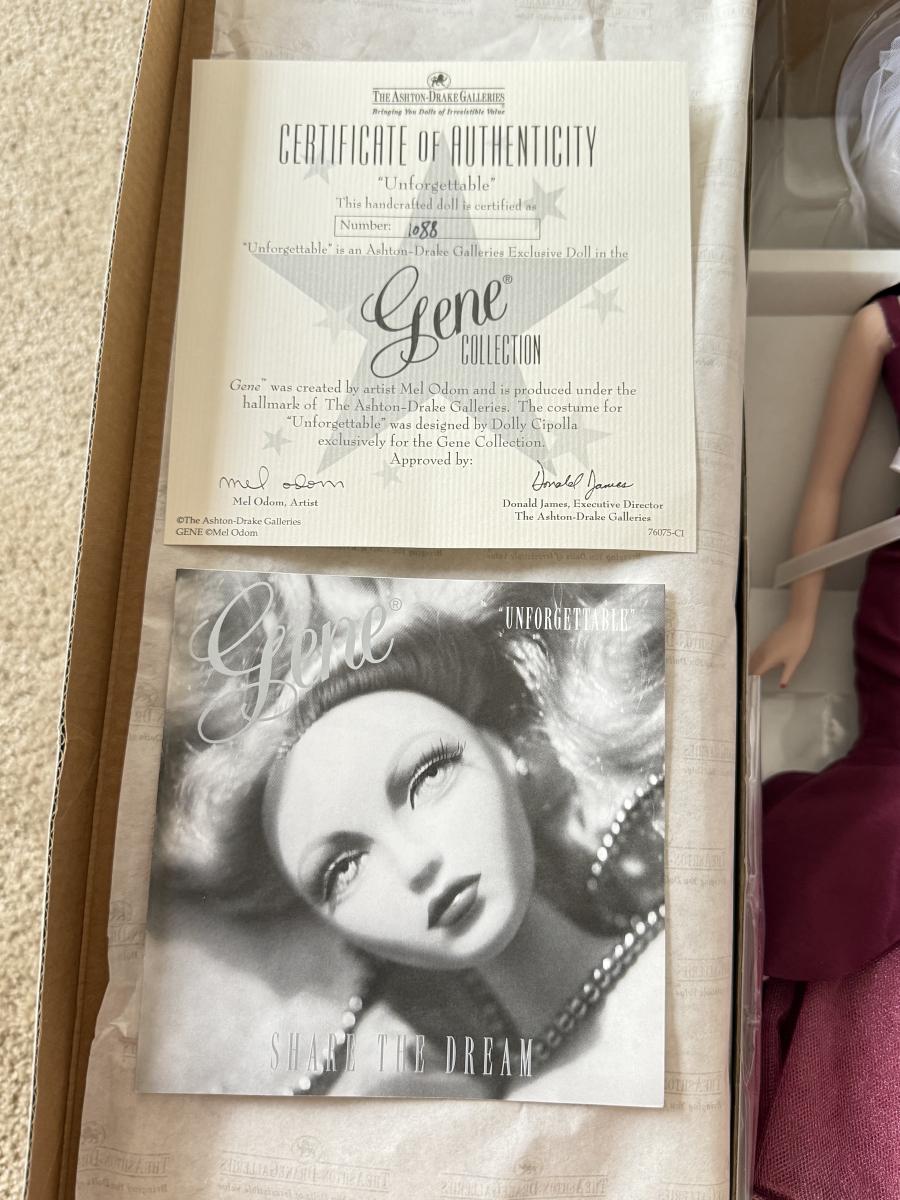 THE ASHTON-DRAKE GALLERIES
Bringing You Dolls of Irresistible Value
CERTIFICATE OF AUTHENTICITY
"Unforgettable"
This handcrafted doll is certified as
Number: 1088
"Unforgettable" is an Ashton-Drake Galleries Exclusive Doll in the
Gene®
COLLECTION
Gene™ was created by artist Mel Odom and is produced under the
hallmark of The Ashton-Drake Galleries. The costume for
"Unforgettable" was designed by Dolly Cipolla
exclusively for the Gene Collection.
Approved by:
mel odom Donald James
Mel Odom, Artist Donald James, Executive Director
The Ashton-Drake Galleries
©The Ashton-Drake Galleries
GENE ©Mel Odom 76075-CI
Gene® "UNFORGETTABLE"
SHARE THE DREAM